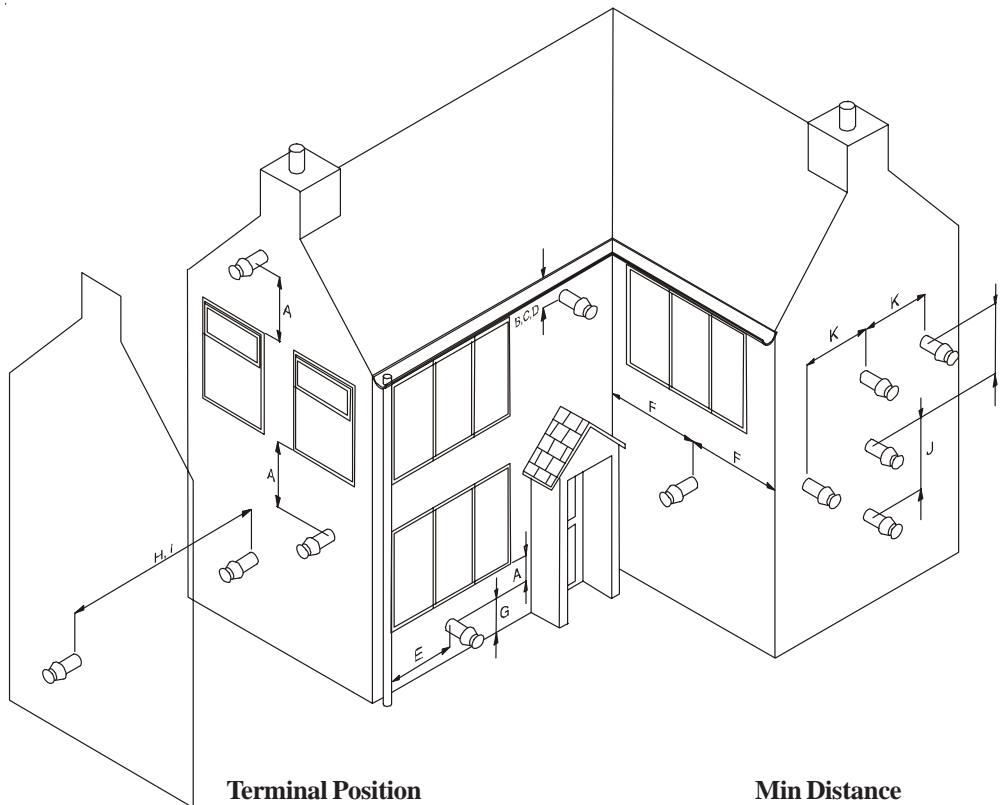 A
B,C,D
K
K
F
F
J
A
H, I
A
G
E
Terminal Position Min Distance